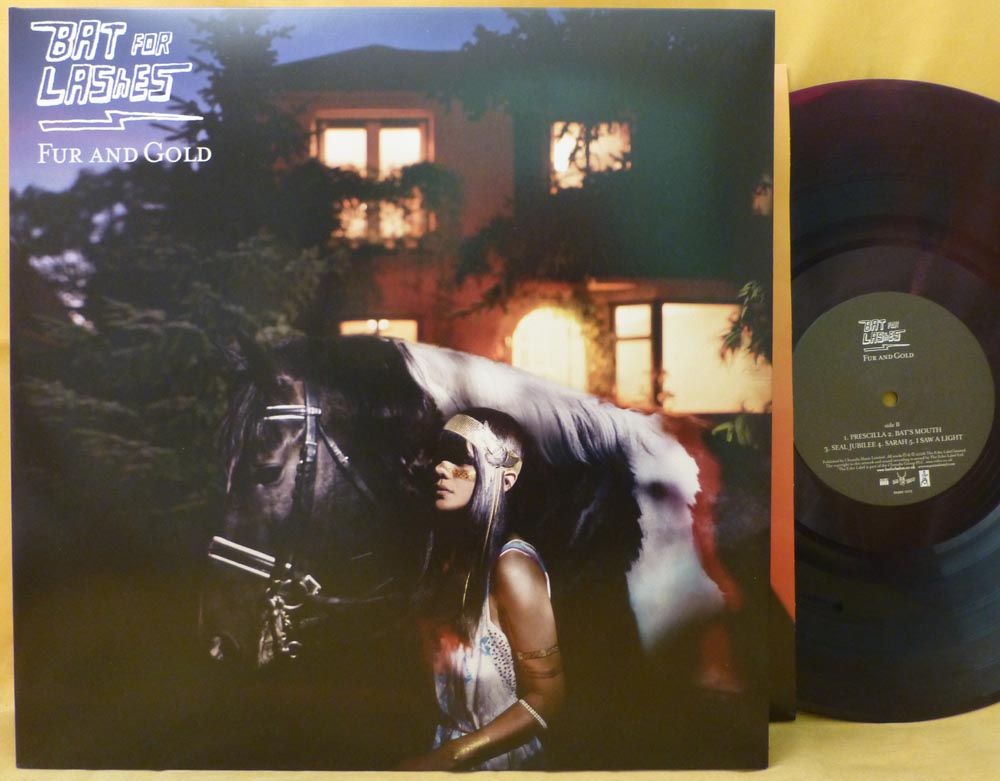 BAT FOR
LASHES
FUR AND GOLD
BAT FOR
LASHES
FUR AND GOLD
side B
1. PRESCILLA 2. BAT'S MOUTH
3. SEAL JUBILEE 4. SARAH 5. I SAW A LIGHT